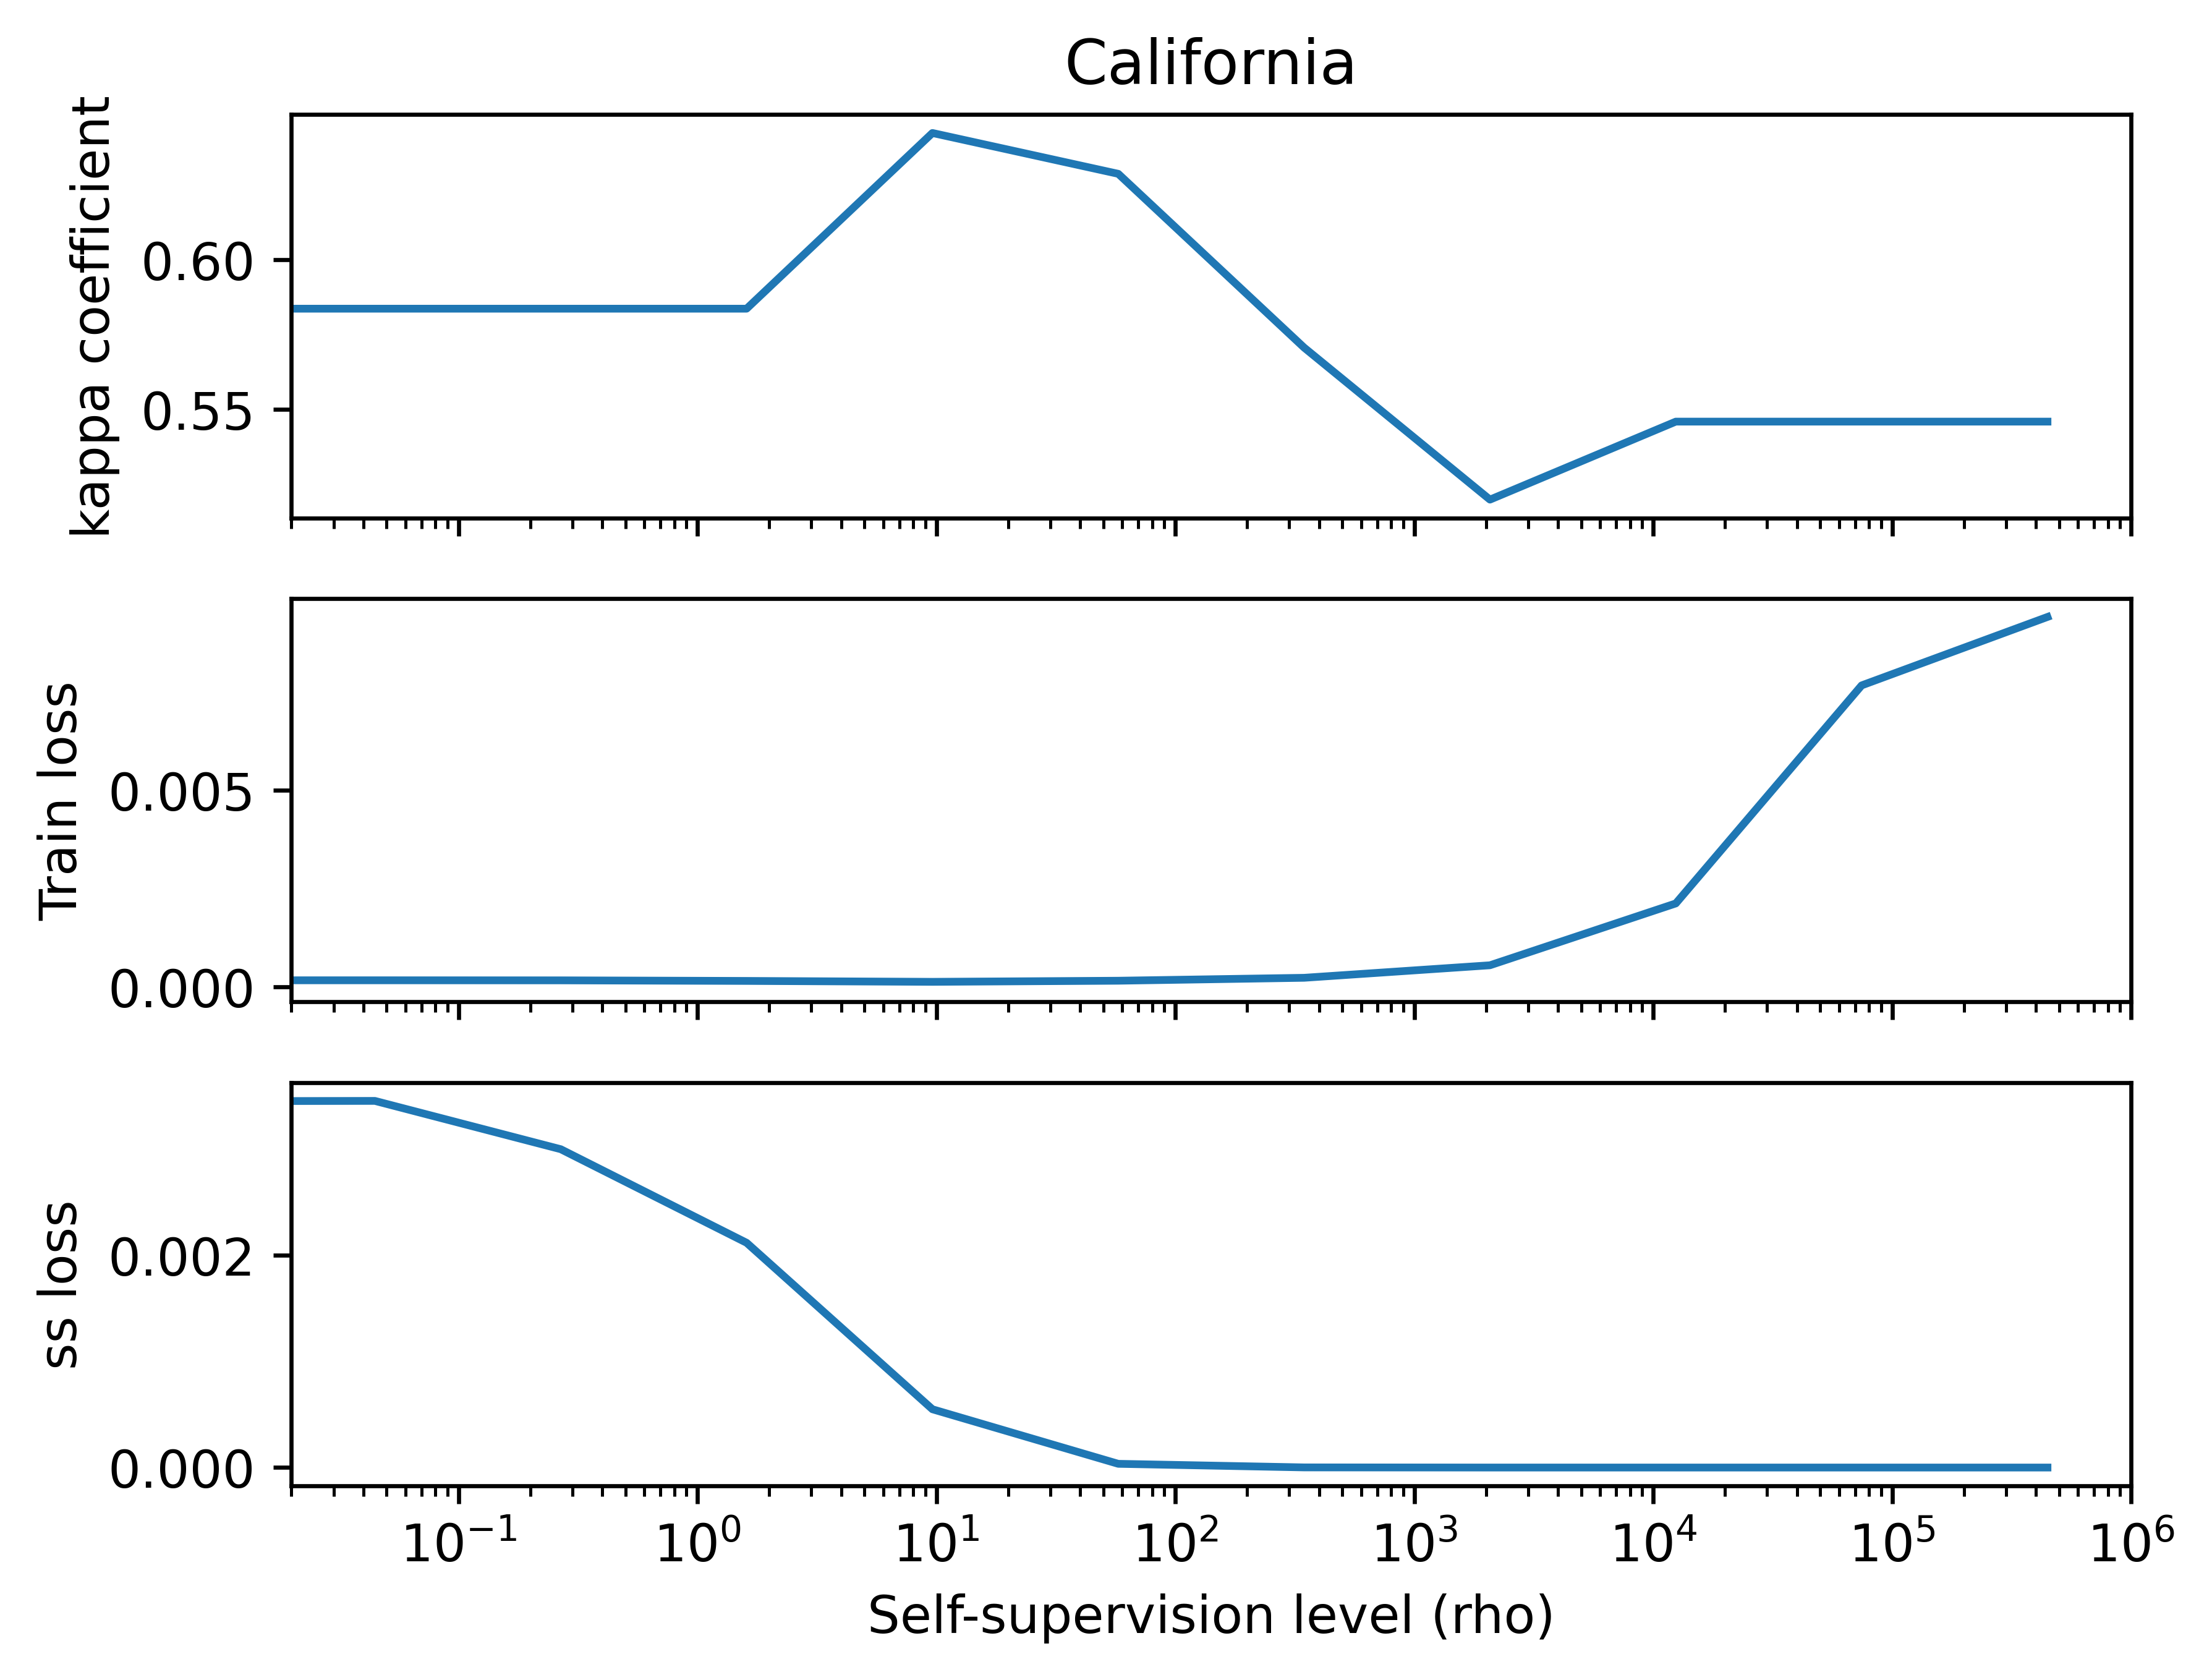 California
kappa coefficient
0.60
0.55
Train loss
0.005
0.000
ss loss
0.002
0.000
10⁻¹ 10⁰ 10¹ 10² 10³ 10⁴ 10⁵ 10⁶
Self-supervision level (rho)